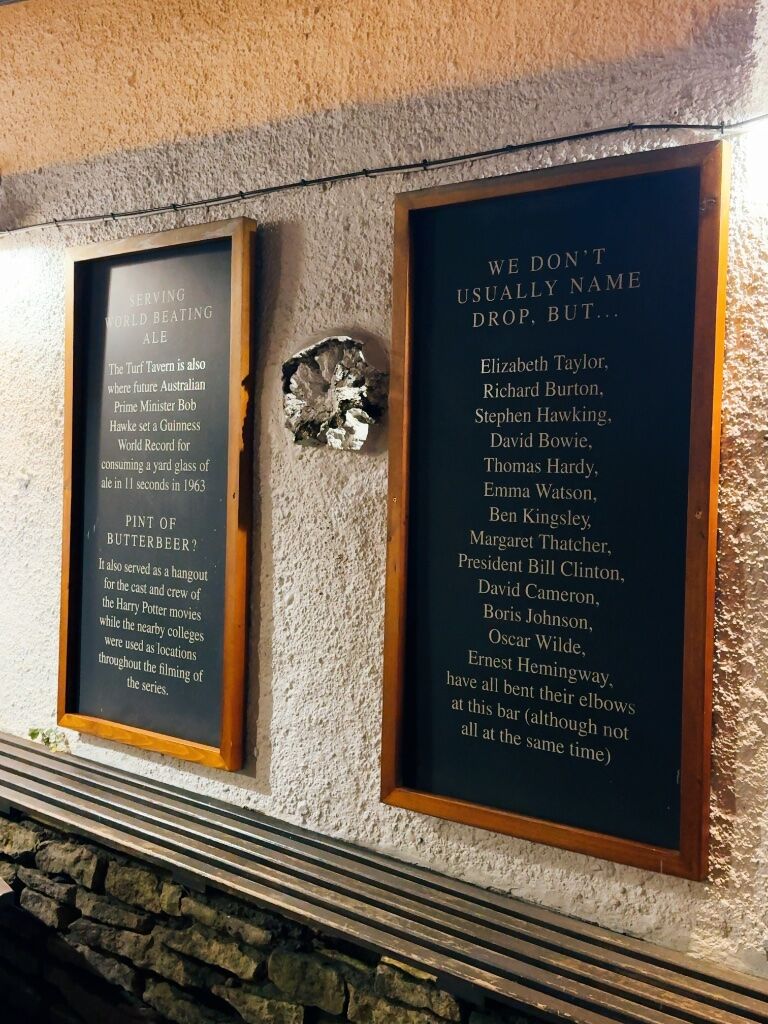 SERVING
WORLD BEATING
ALE
The Turf Tavern is also
where future Australian
Prime Minister Bob
Hawke set a Guinness
World Record for
consuming a yard glass of
ale in 11 seconds in 1963
PINT OF
BUTTERBEER?
It also served as a hangout
for the cast and crew of
the Harry Potter movies
while the nearby colleges
were used as locations
throughout the filming of
the series.
WE DON'T
USUALLY NAME
DROP, BUT...
Elizabeth Taylor,
Richard Burton,
Stephen Hawking,
David Bowie,
Thomas Hardy,
Emma Watson,
Ben Kingsley,
Margaret Thatcher,
President Bill Clinton,
David Cameron,
Boris Johnson,
Oscar Wilde,
Ernest Hemingway,
have all bent their elbows
at this bar (although not
all at the same time)